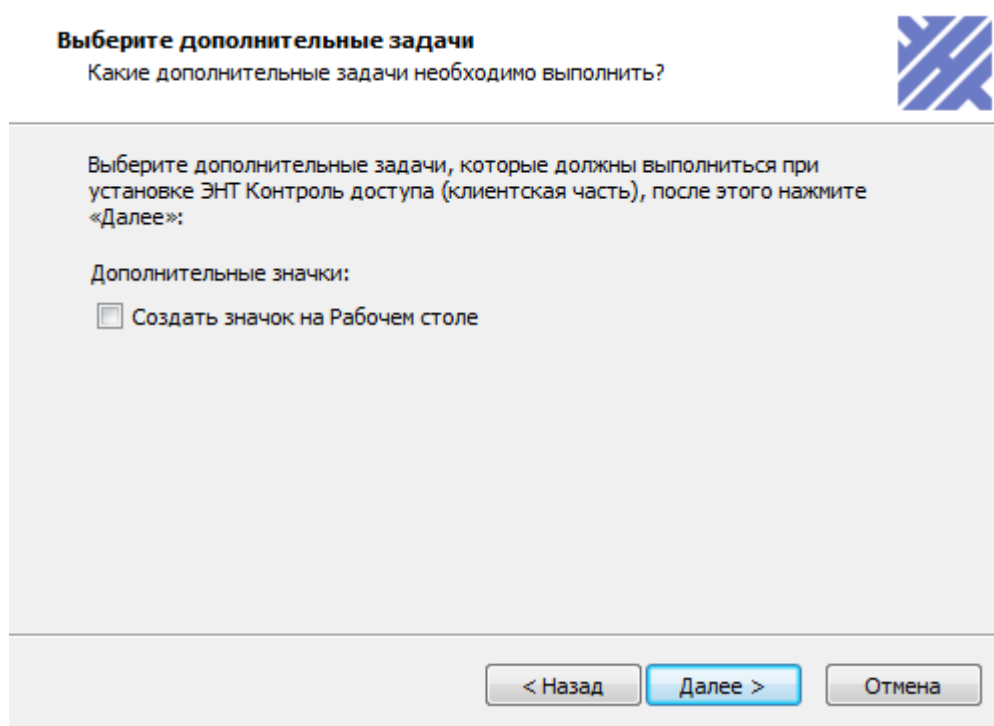 Выберите дополнительные задачи
Какие дополнительные задачи необходимо выполнить?
Выберите дополнительные задачи, которые должны выполниться при
установке ЭНТ Контроль доступа (клиентская часть), после этого нажмите
«Далее»:
Дополнительные значки:
Создать значок на Рабочем столе
< Назад
Далее >
Отмена